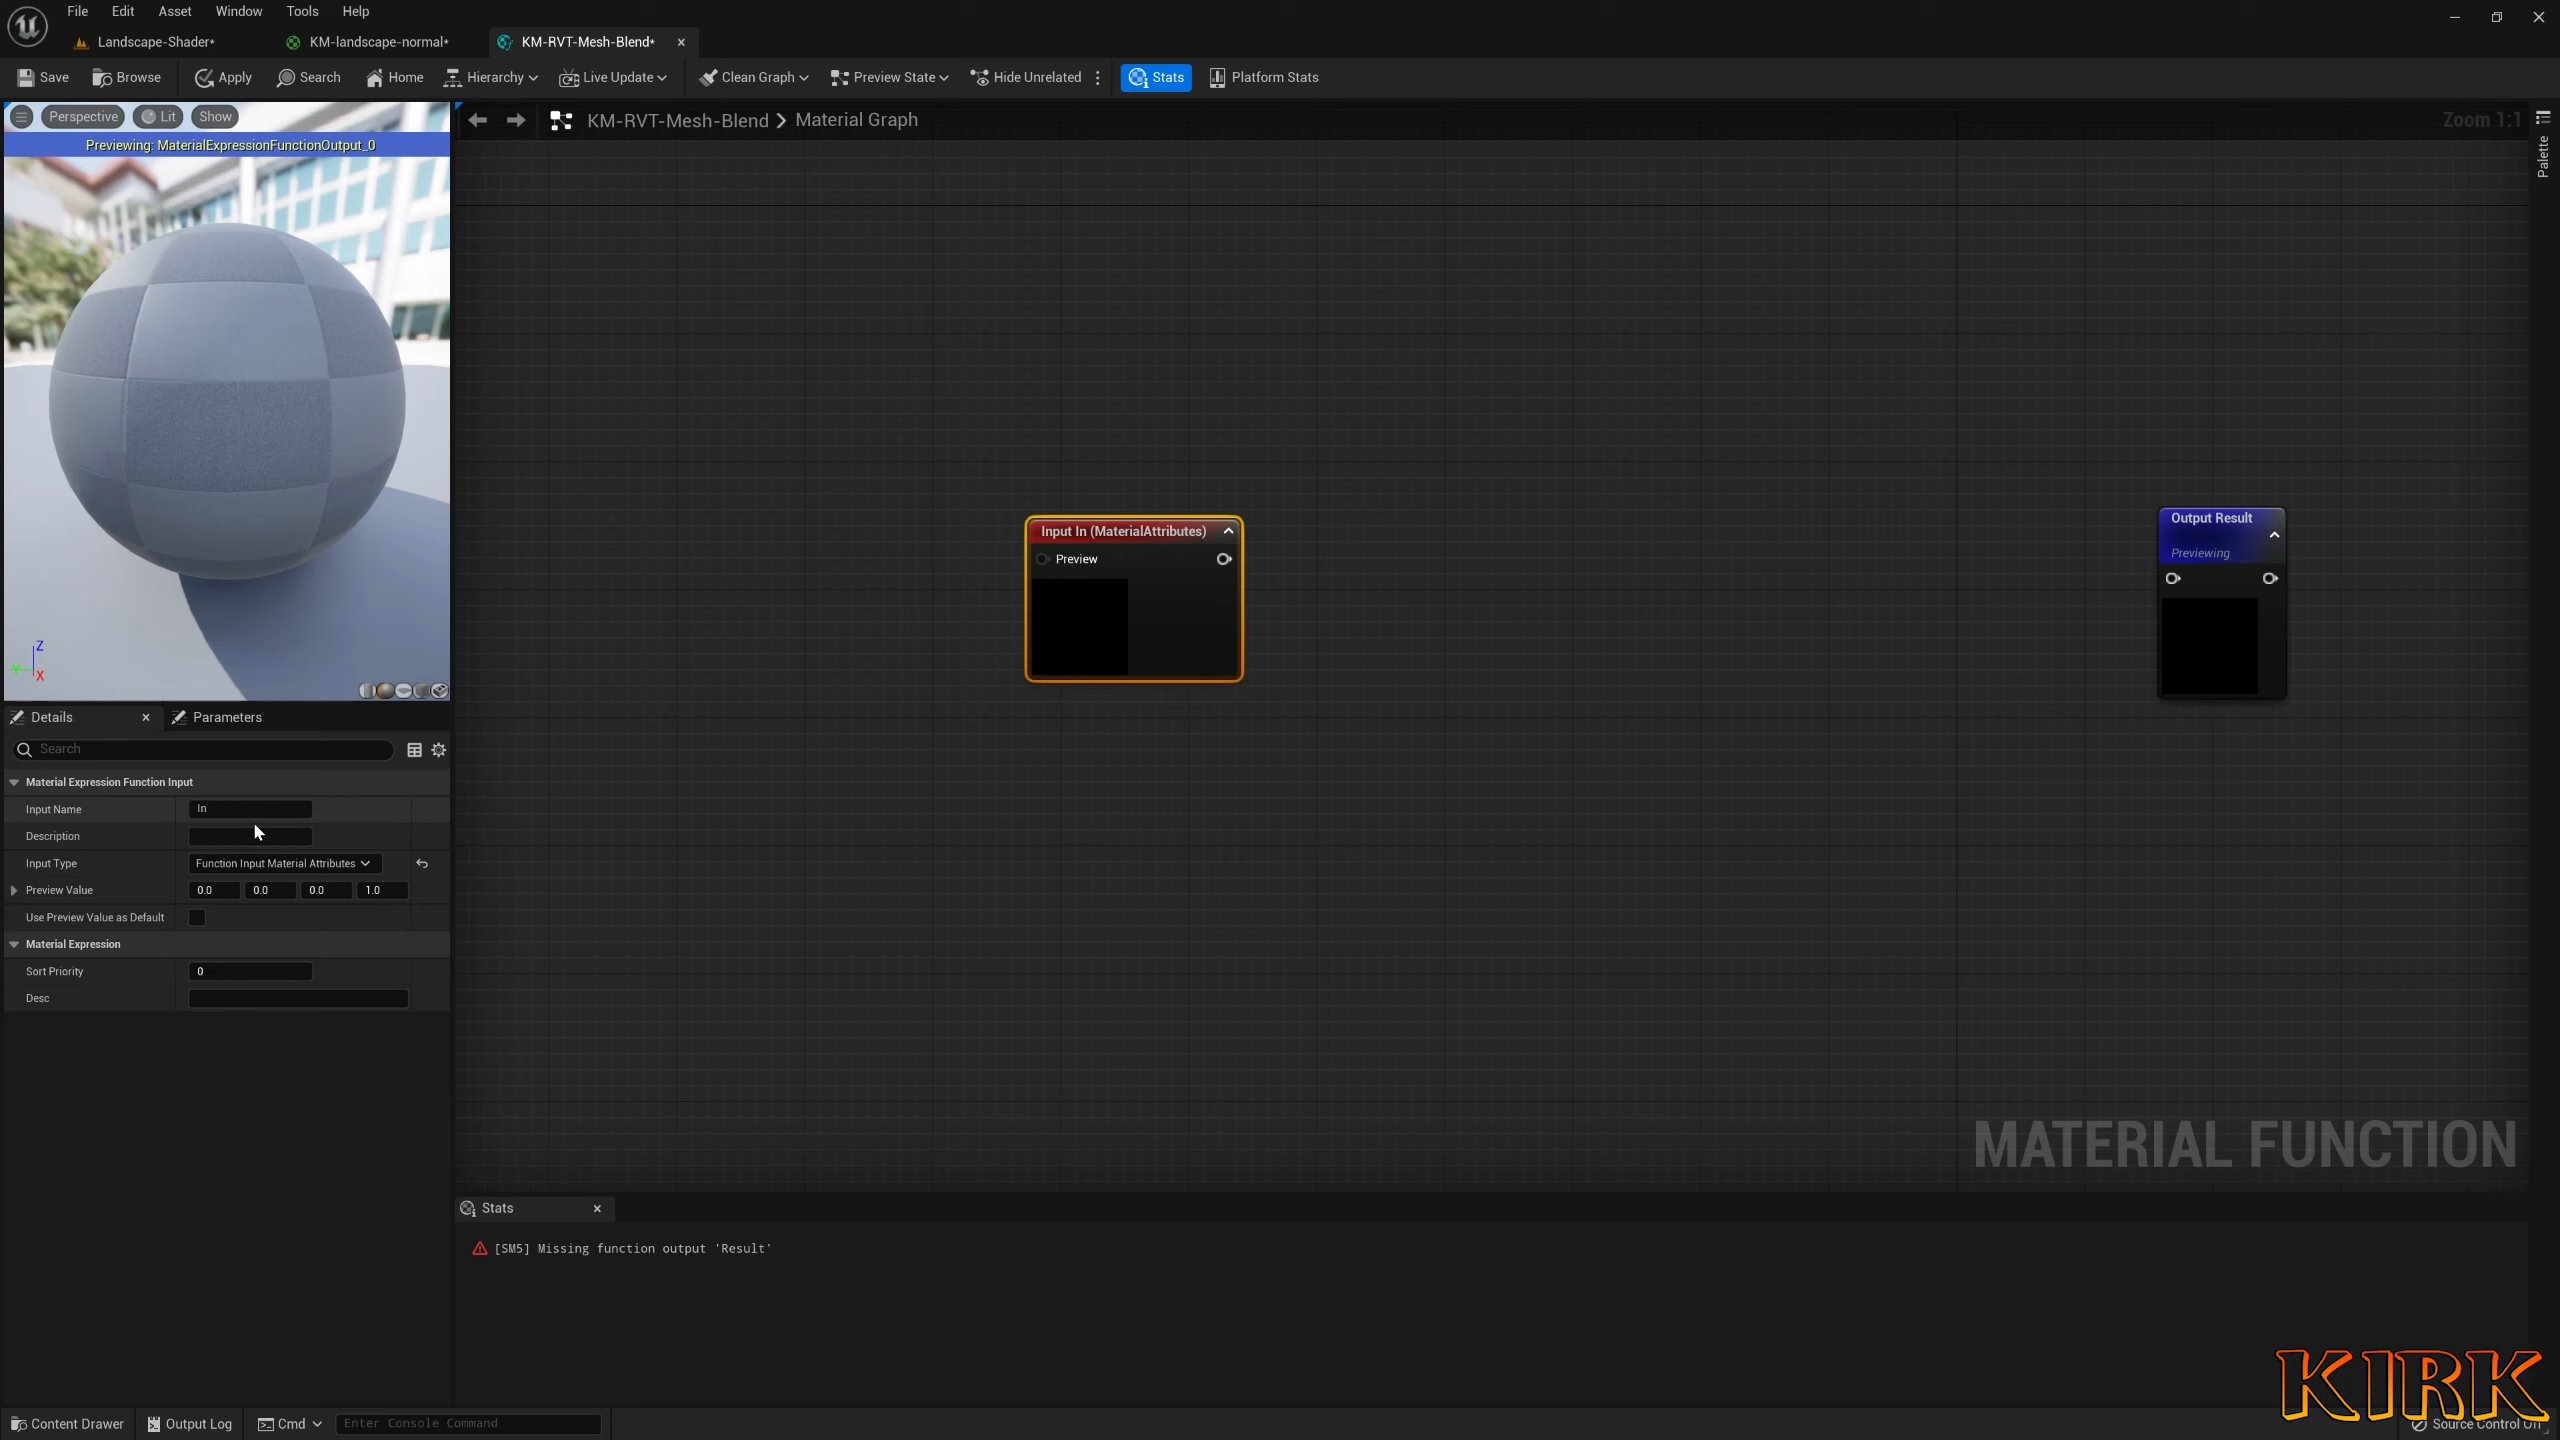 File Edit Asset Window Tools Help
Landscape-Shader*
KM-landscape-normal*
KM-RVT-Mesh-Blend*
Save Browse Apply Search Home Hierarchy Live Update Clean Graph Preview State Hide Unrelated Stats Platform Stats
Perspective Lit Show
KM-RVT-Mesh-Blend > Material Graph
Zoom 1:1
Palette
Previewing: MaterialExpressionFunctionOutput_0
Input In (MaterialAttributes)
Preview
Output Result
Previewing
Z
Y
X
Details
Parameters
Search
Material Expression Function Input
Input Name In
Description
Input Type Function Input Material Attributes
Preview Value 0.0 0.0 0.0 1.0
Use Preview Value as Default
Material Expression
Sort Priority 0
Desc
MATERIAL FUNCTION
Stats
[SM5] Missing function output 'Result'
KIRK
Content Drawer Output Log Cmd Enter Console Command
Source Control Off